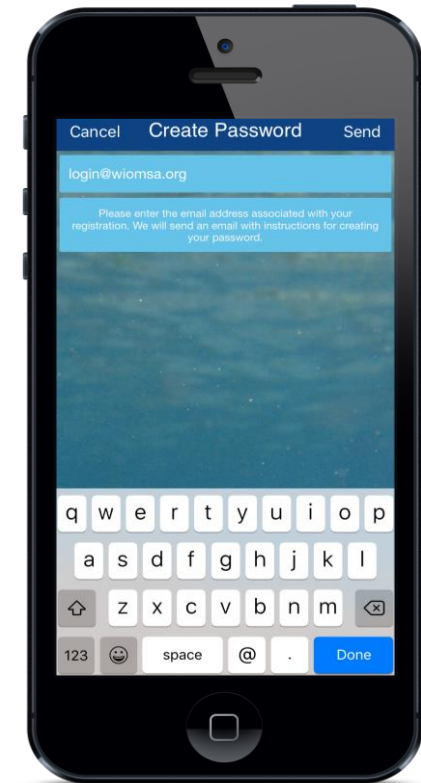 Cancel Create Password Send
login@wiomsa.org
Please enter the email address associated with your
registration. We will send an email with instructions for creating
your password.
q w e r t y u i o p
a s d f g h j k l
z x c v b n m
123 space @ . Done